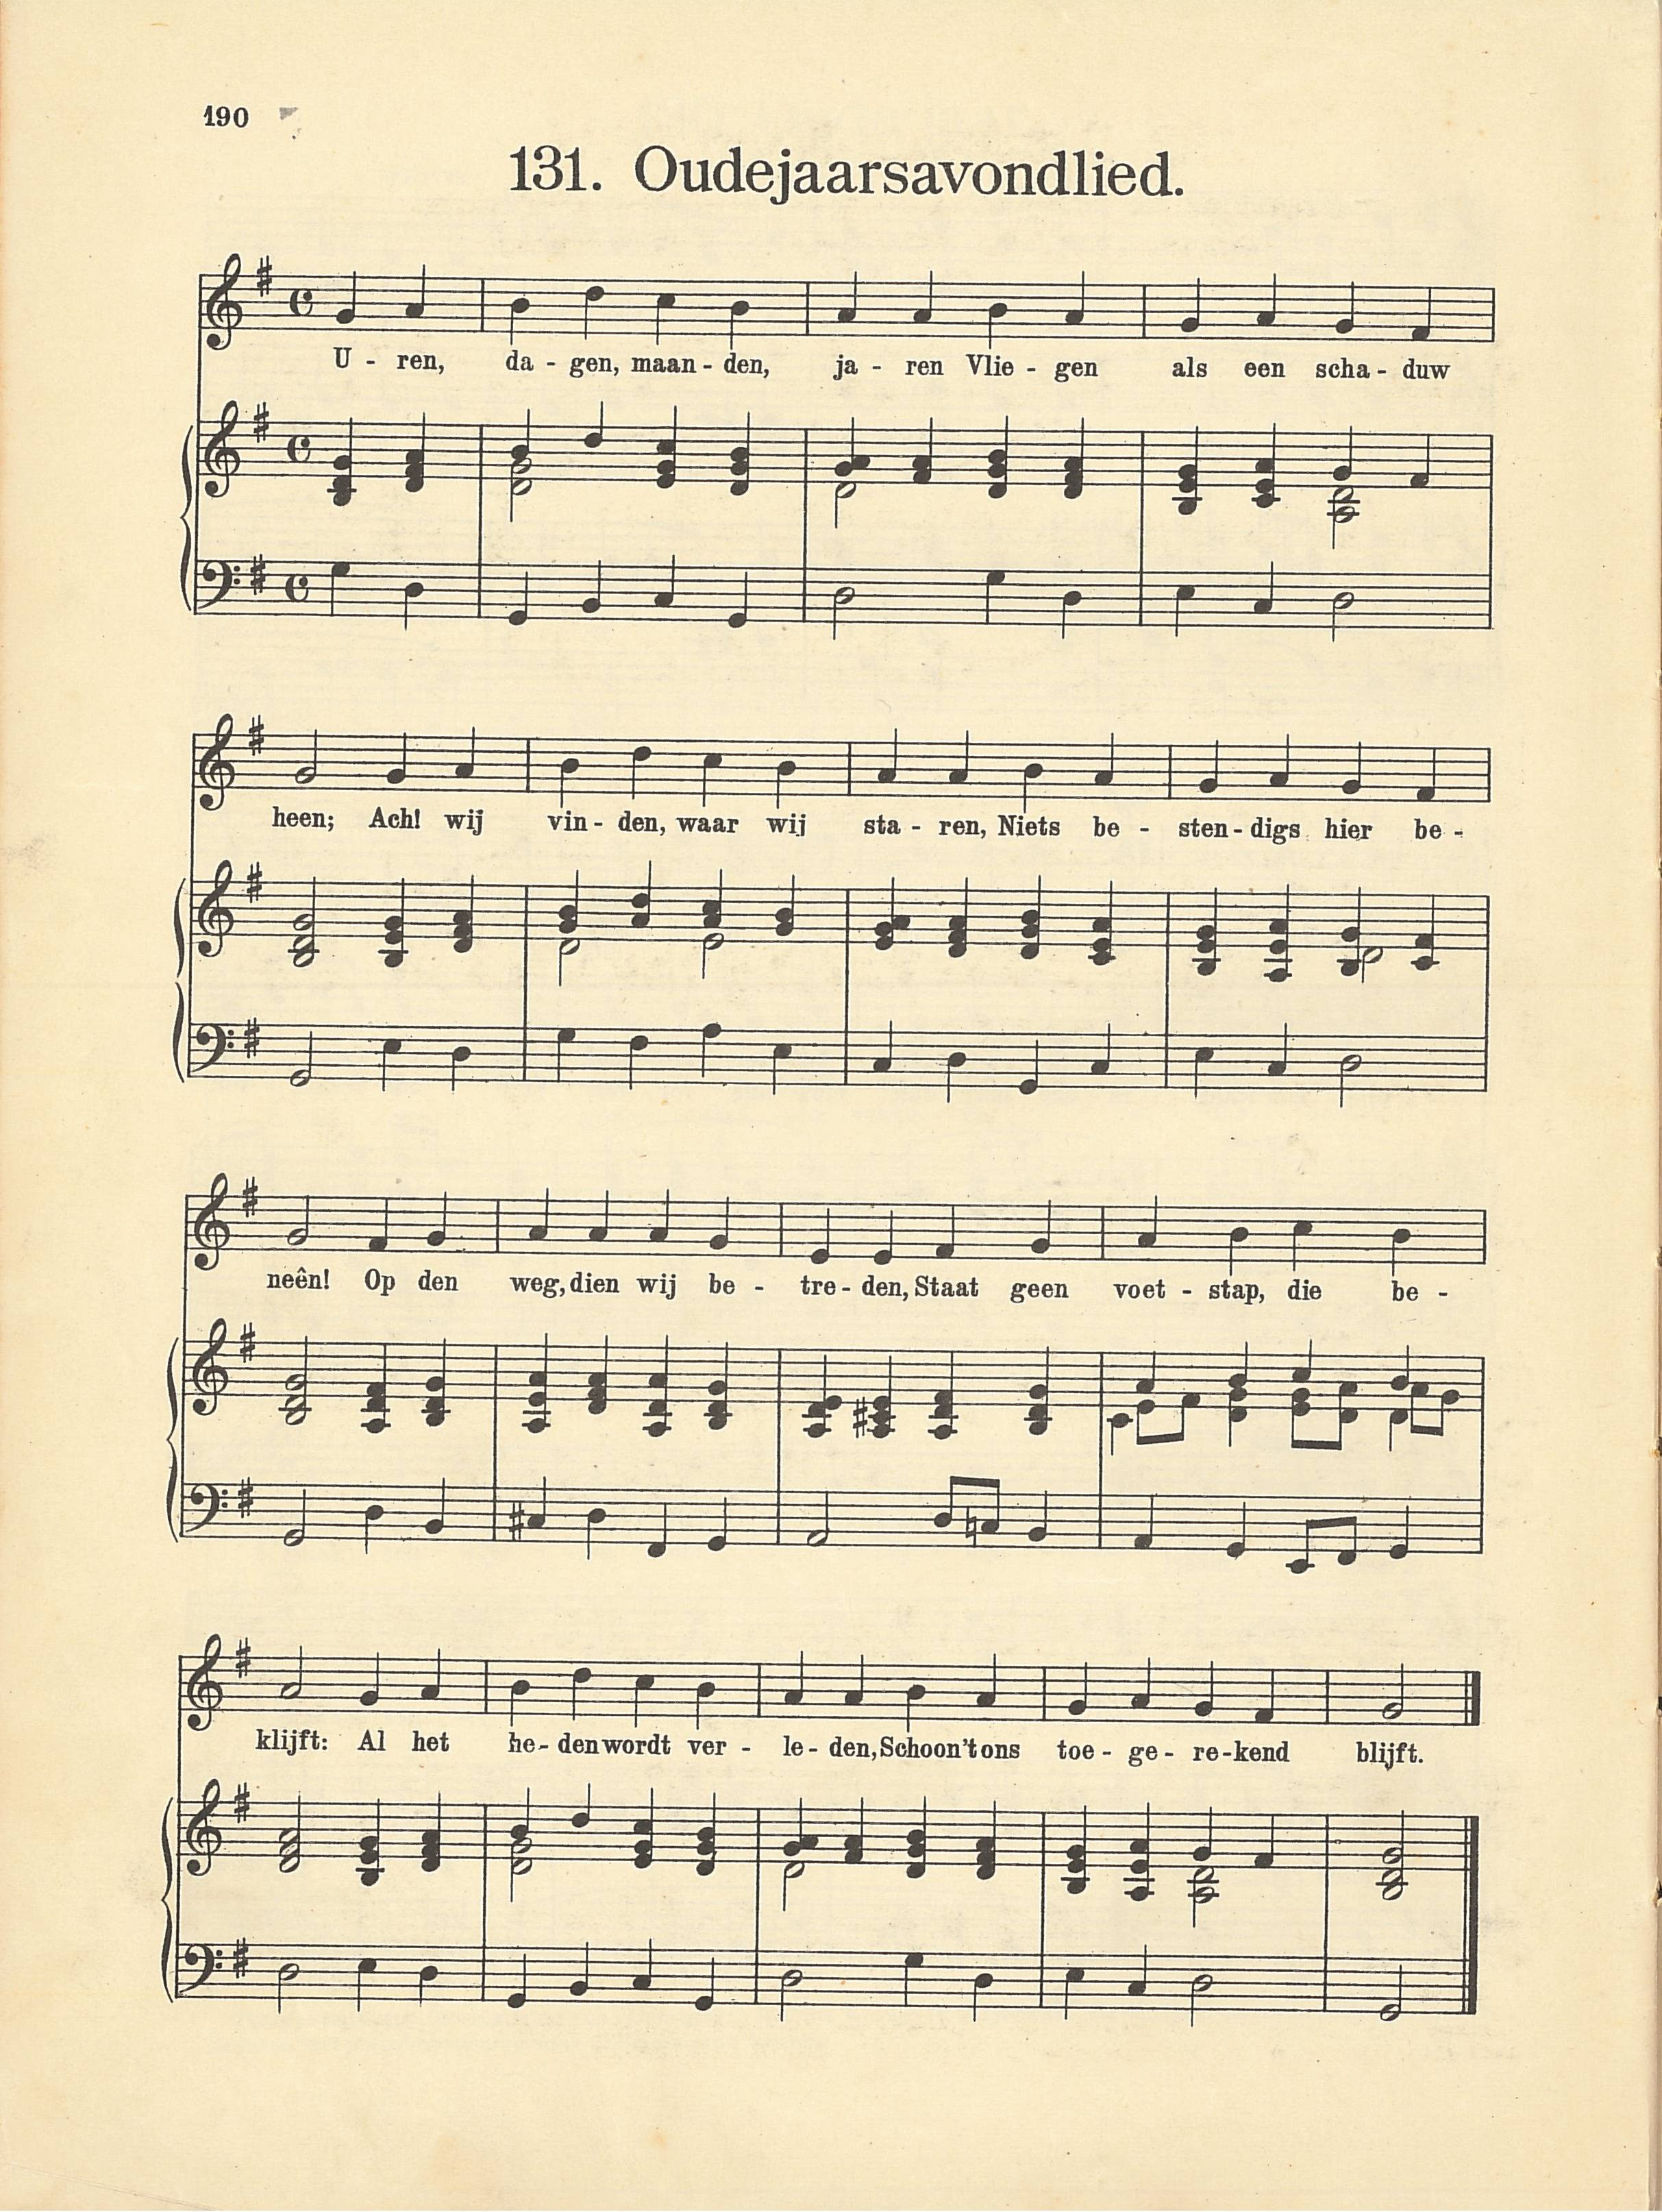 190
131. Oudejaarsavondlied.
U - ren, da - gen, maan - den, ja - ren Vlie - gen als een scha - duw
heen; Ach! wij vin - den, waar wij sta - ren, Niets be - sten - digs hier be -
neên! Op den weg, dien wij be - tre - den, Staat geen voet - stap, die be -
klijft: Al het he - den wordt ver - le - den, Schoon 't ons toe - ge - re - kend blijft.